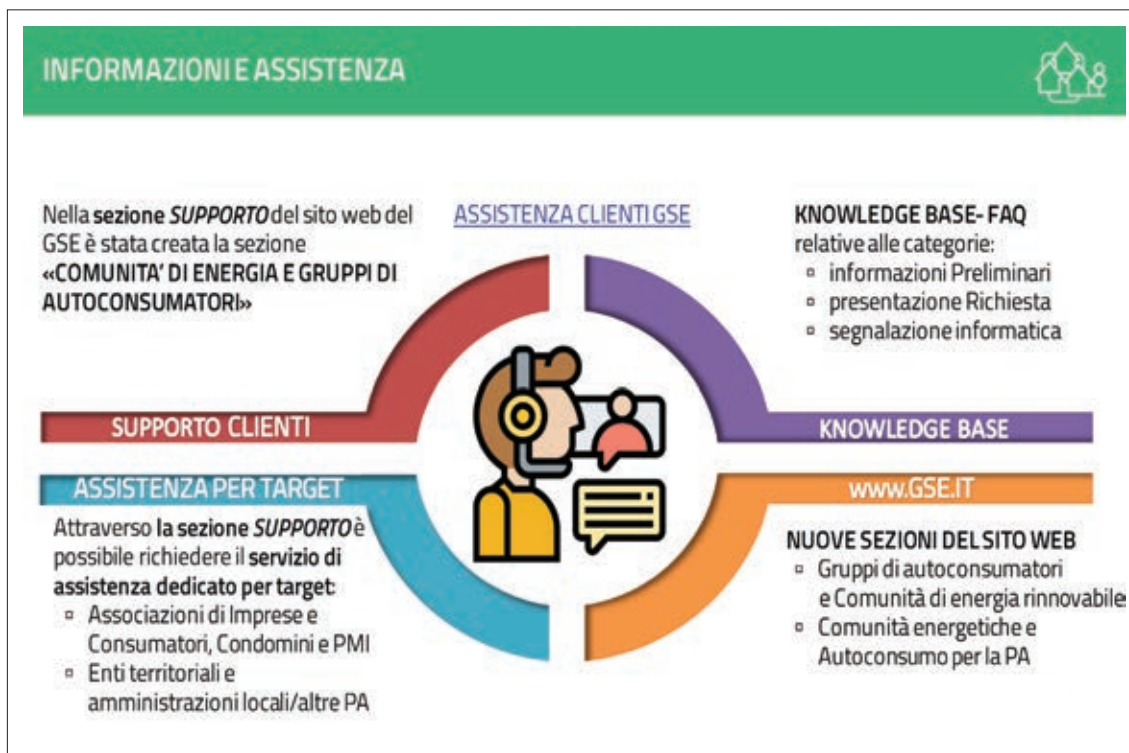 INFORMAZIONI E ASSISTENZA
Nella sezione SUPPORTO del sito web del
GSE è stata creata la sezione
«COMUNITA' DI ENERGIA E GRUPPI DI
AUTOCONSUMATORI»
ASSISTENZA CLIENTI GSE
KNOWLEDGE BASE- FAQ
relative alle categorie:
▫ informazioni Preliminari
▫ presentazione Richiesta
▫ segnalazione informatica
SUPPORTO CLIENTI
KNOWLEDGE BASE
ASSISTENZA PER TARGET
www.GSE.IT
Attraverso la sezione SUPPORTO è
possibile richiedere il servizio di
assistenza dedicato per target:
▫ Associazioni di Imprese e
Consumatori, Condomini e PMI
▫ Enti territoriali e
amministrazioni locali/altre PA
NUOVE SEZIONI DEL SITO WEB
▫ Gruppi di autoconsumatori
e Comunità di energia rinnovabile
▫ Comunità energetiche e
Autoconsumo per la PA